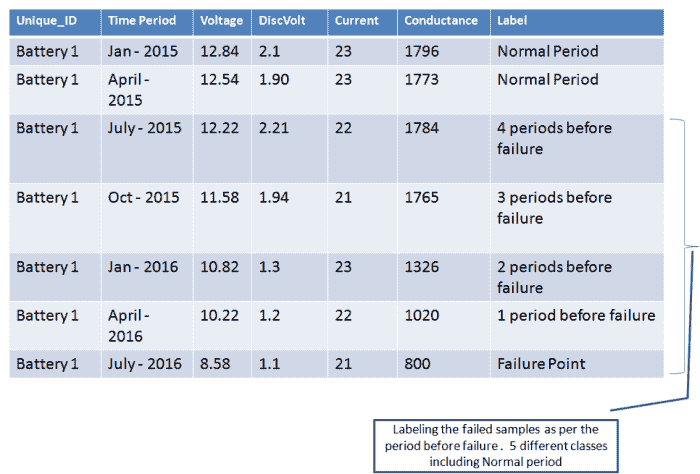 Unique_ID Time Period Voltage DiscVolt Current Conductance Label
Battery 1 Jan - 2015 12.84 2.1 23 1796 Normal Period
Battery 1 April - 2015 12.54 1.90 23 1773 Normal Period
Battery 1 July - 2015 12.22 2.21 22 1784 4 periods before failure
Battery 1 Oct - 2015 11.58 1.94 21 1765 3 periods before failure
Battery 1 Jan - 2016 10.82 1.3 23 1326 2 periods before failure
Battery 1 April - 2016 10.22 1.2 22 1020 1 period before failure
Battery 1 July - 2016 8.58 1.1 21 800 Failure Point
Labeling the failed samples as per the
period before failure . 5 different classes
including Normal period